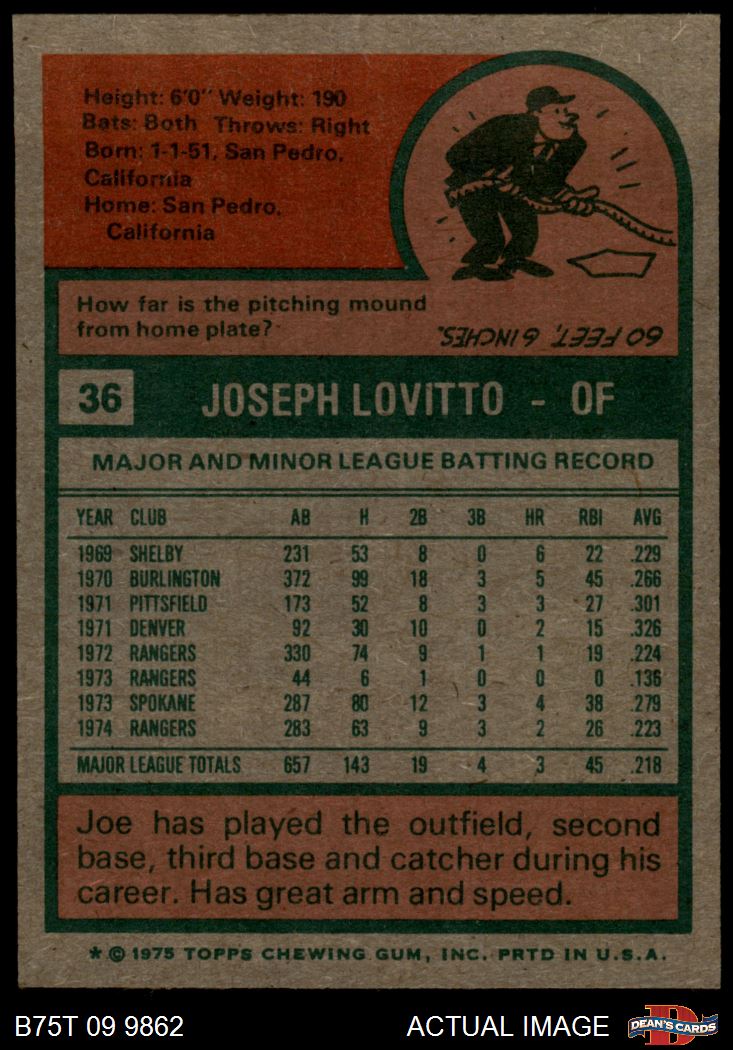 Height: 6'0" Weight: 190
Bats: Both Throws: Right
Born: 1-1-51, San Pedro,
California
Home: San Pedro,
California
How far is the pitching mound
from home plate?
60 FEET, 6 INCHES.
36 JOSEPH LOVITTO - OF
MAJOR AND MINOR LEAGUE BATTING RECORD
YEAR CLUB AB H 2B 3B HR RBI AVG
1969 SHELBY 231 53 8 0 6 22 .229
1970 BURLINGTON 372 99 18 3 5 45 .266
1971 PITTSFIELD 173 52 8 3 3 27 .301
1971 DENVER 92 30 10 0 2 15 .326
1972 RANGERS 330 74 9 1 1 19 .224
1973 RANGERS 44 6 1 0 0 0 .136
1973 SPOKANE 287 80 12 3 4 38 .279
1974 RANGERS 283 63 9 3 2 26 .223
MAJOR LEAGUE TOTALS 657 143 19 4 3 45 .218
Joe has played the outfield, second
base, third base and catcher during his
career. Has great arm and speed.
* © 1975 TOPPS CHEWING GUM, INC. PRTD IN U.S.A.
B75T 09 9862 ACTUAL IMAGE D DEAN'S CARDS